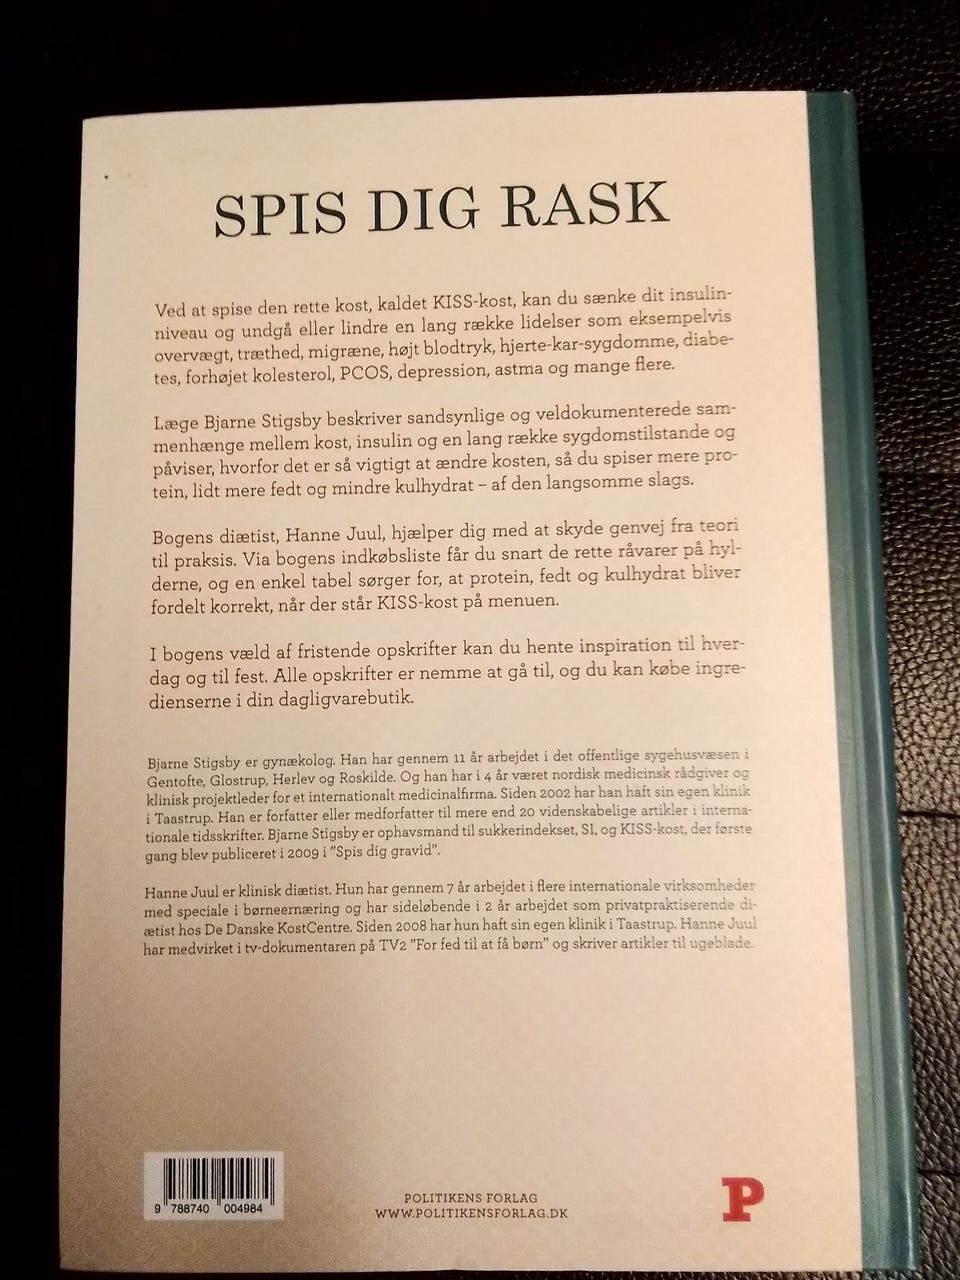 SPIS DIG RASK
Ved at spise den rette kost, kaldet KISS-kost, kan du sænke dit insulin-
niveau og undgå eller lindre en lang række lidelser som eksempelvis
overvægt, træthed, migræne, højt blodtryk, hjerte-kar-sygdomme, diabe-
tes, forhøjet kolesterol, PCOS, depression, astma og mange flere.
Læge Bjarne Stigsby beskriver sandsynlige og veldokumenterede sam-
menhænge mellem kost, insulin og en lang række sygdomstilstande og
påviser, hvorfor det er så vigtigt at ændre kosten, så du spiser mere pro-
tein, lidt mere fedt og mindre kulhydrat – af den langsomme slags.
Bogens diætist, Hanne Juul, hjælper dig med at skyde genvej fra teori
til praksis. Via bogens indkøbsliste får du snart de rette råvarer på hyl-
derne, og en enkel tabel sørger for, at protein, fedt og kulhydrat bliver
fordelt korrekt, når der står KISS-kost på menuen.
I bogens væld af fristende opskrifter kan du hente inspiration til hver-
dag og til fest. Alle opskrifter er nemme at gå til, og du kan købe ingre-
dienserne i din dagligvarebutik.
Bjarne Stigsby er gynækolog. Han har gennem 11 år arbejdet i det offentlige sygehusvæsen i
Gentofte, Glostrup, Herlev og Roskilde. Og han har i 4 år været nordisk medicinsk rådgiver og
klinisk projektleder for et internationalt medicinalfirma. Siden 2002 har han haft sin egen klinik
i Taastrup. Han er forfatter eller medforfatter til mere end 20 videnskabelige artikler i interna-
tionale tidsskrifter. Bjarne Stigsby er ophavsmand til sukkerindekset, SI, og KISS-kost, der første
gang blev publiceret i 2009 i "Spis dig gravid".
Hanne Juul er klinisk diætist. Hun har gennem 7 år arbejdet i flere internationale virksomheder
med speciale i børneernæring og har sideløbende i 2 år arbejdet som privatpraktiserende di-
ætist hos De Danske KostCentre. Siden 2008 har hun haft sin egen klinik i Taastrup. Hanne Juul
har medvirket i tv-dokumentaren på TV2 "For fed til at få børn" og skriver artikler til ugeblade.
9 788740 004984
POLITIKENS FORLAG
WWW.POLITIKENSFORLAG.DK
P